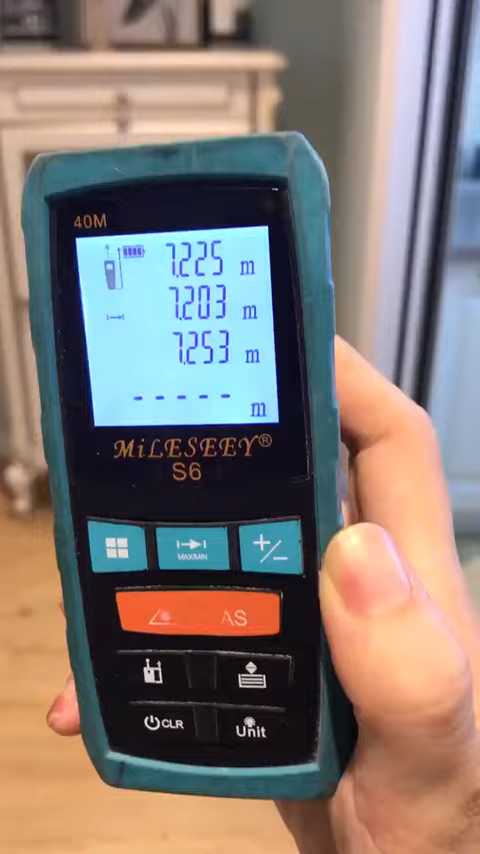 40M
7.225 m
7.203 m
7.253 m
----- m
MiLESEEY®
S6
MAX/MIN
+/-
AS
CLR
Unit